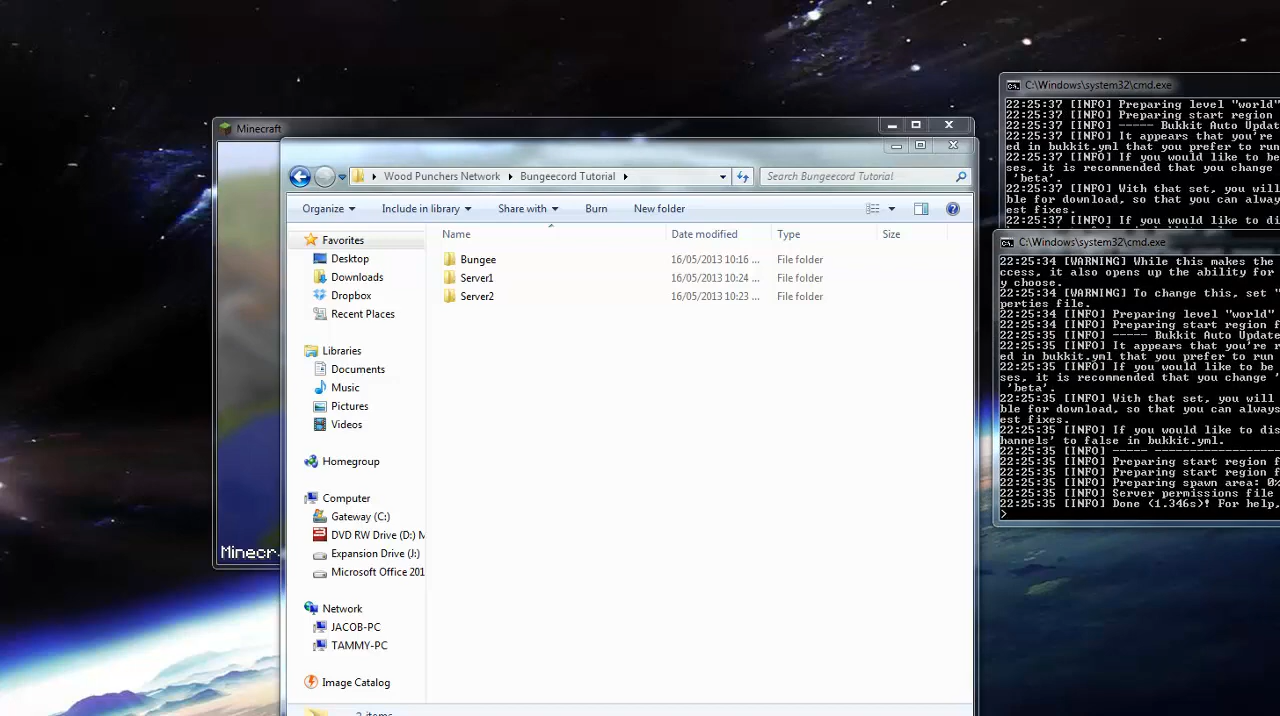 Minecraft
Wood Punchers Network
Bungeecord Tutorial
Search Bungeecord Tutorial
Organize
Include in library
Share with
Burn
New folder
Name
Date modified
Type
Size
Favorites
Desktop
Downloads
Dropbox
Recent Places
Libraries
Documents
Music
Pictures
Videos
Homegroup
Computer
Gateway (C:)
DVD RW Drive (D:) M
Expansion Drive (J:)
Microsoft Office 201
Network
JACOB-PC
TAMMY-PC
Image Catalog
Bungee 16/05/2013 10:16 ... File folder
Server1 16/05/2013 10:24 ... File folder
Server2 16/05/2013 10:23 ... File folder
Minecr
C:\Windows\system32\cmd.exe
22:25:37 [INFO] Preparing level "world"
22:25:37 [INFO] Preparing start region
22:25:37 [INFO] ----- Bukkit Auto Updat
22:25:37 [INFO] It appears that you're
ed in bukkit.yml that you prefer to run
22:25:37 [INFO] If you would like to be
ses, it is recommended that you change
'beta'.
22:25:37 [INFO] With that set, you will
ble for download, so that you can always
est fixes.
22:25:37 [INFO] If you would like to di
C:\Windows\system32\cmd.exe
22:25:34 [WARNING] While this makes the
ccess, it also opens up the ability for
y choose.
22:25:34 [WARNING] To change this, set "
perties file.
22:25:34 [INFO] Preparing level "world"
22:25:34 [INFO] Preparing start region f
22:25:35 [INFO] ----- Bukkit Auto Update
22:25:35 [INFO] It appears that you're r
ed in bukkit.yml that you prefer to run
22:25:35 [INFO] If you would like to be
ses, it is recommended that you change '
'beta'.
22:25:35 [INFO] With that set, you will
ble for download, so that you can always
est fixes.
22:25:35 [INFO] If you would like to dis
hannels' to false in bukkit.yml.
22:25:35 [INFO] ----- --------------------
22:25:35 [INFO] Preparing start region f
22:25:35 [INFO] Preparing start region f
22:25:35 [INFO] Preparing spawn area: 0%
22:25:35 [INFO] Server permissions file
22:25:35 [INFO] Done (1.346s)! For help,
>